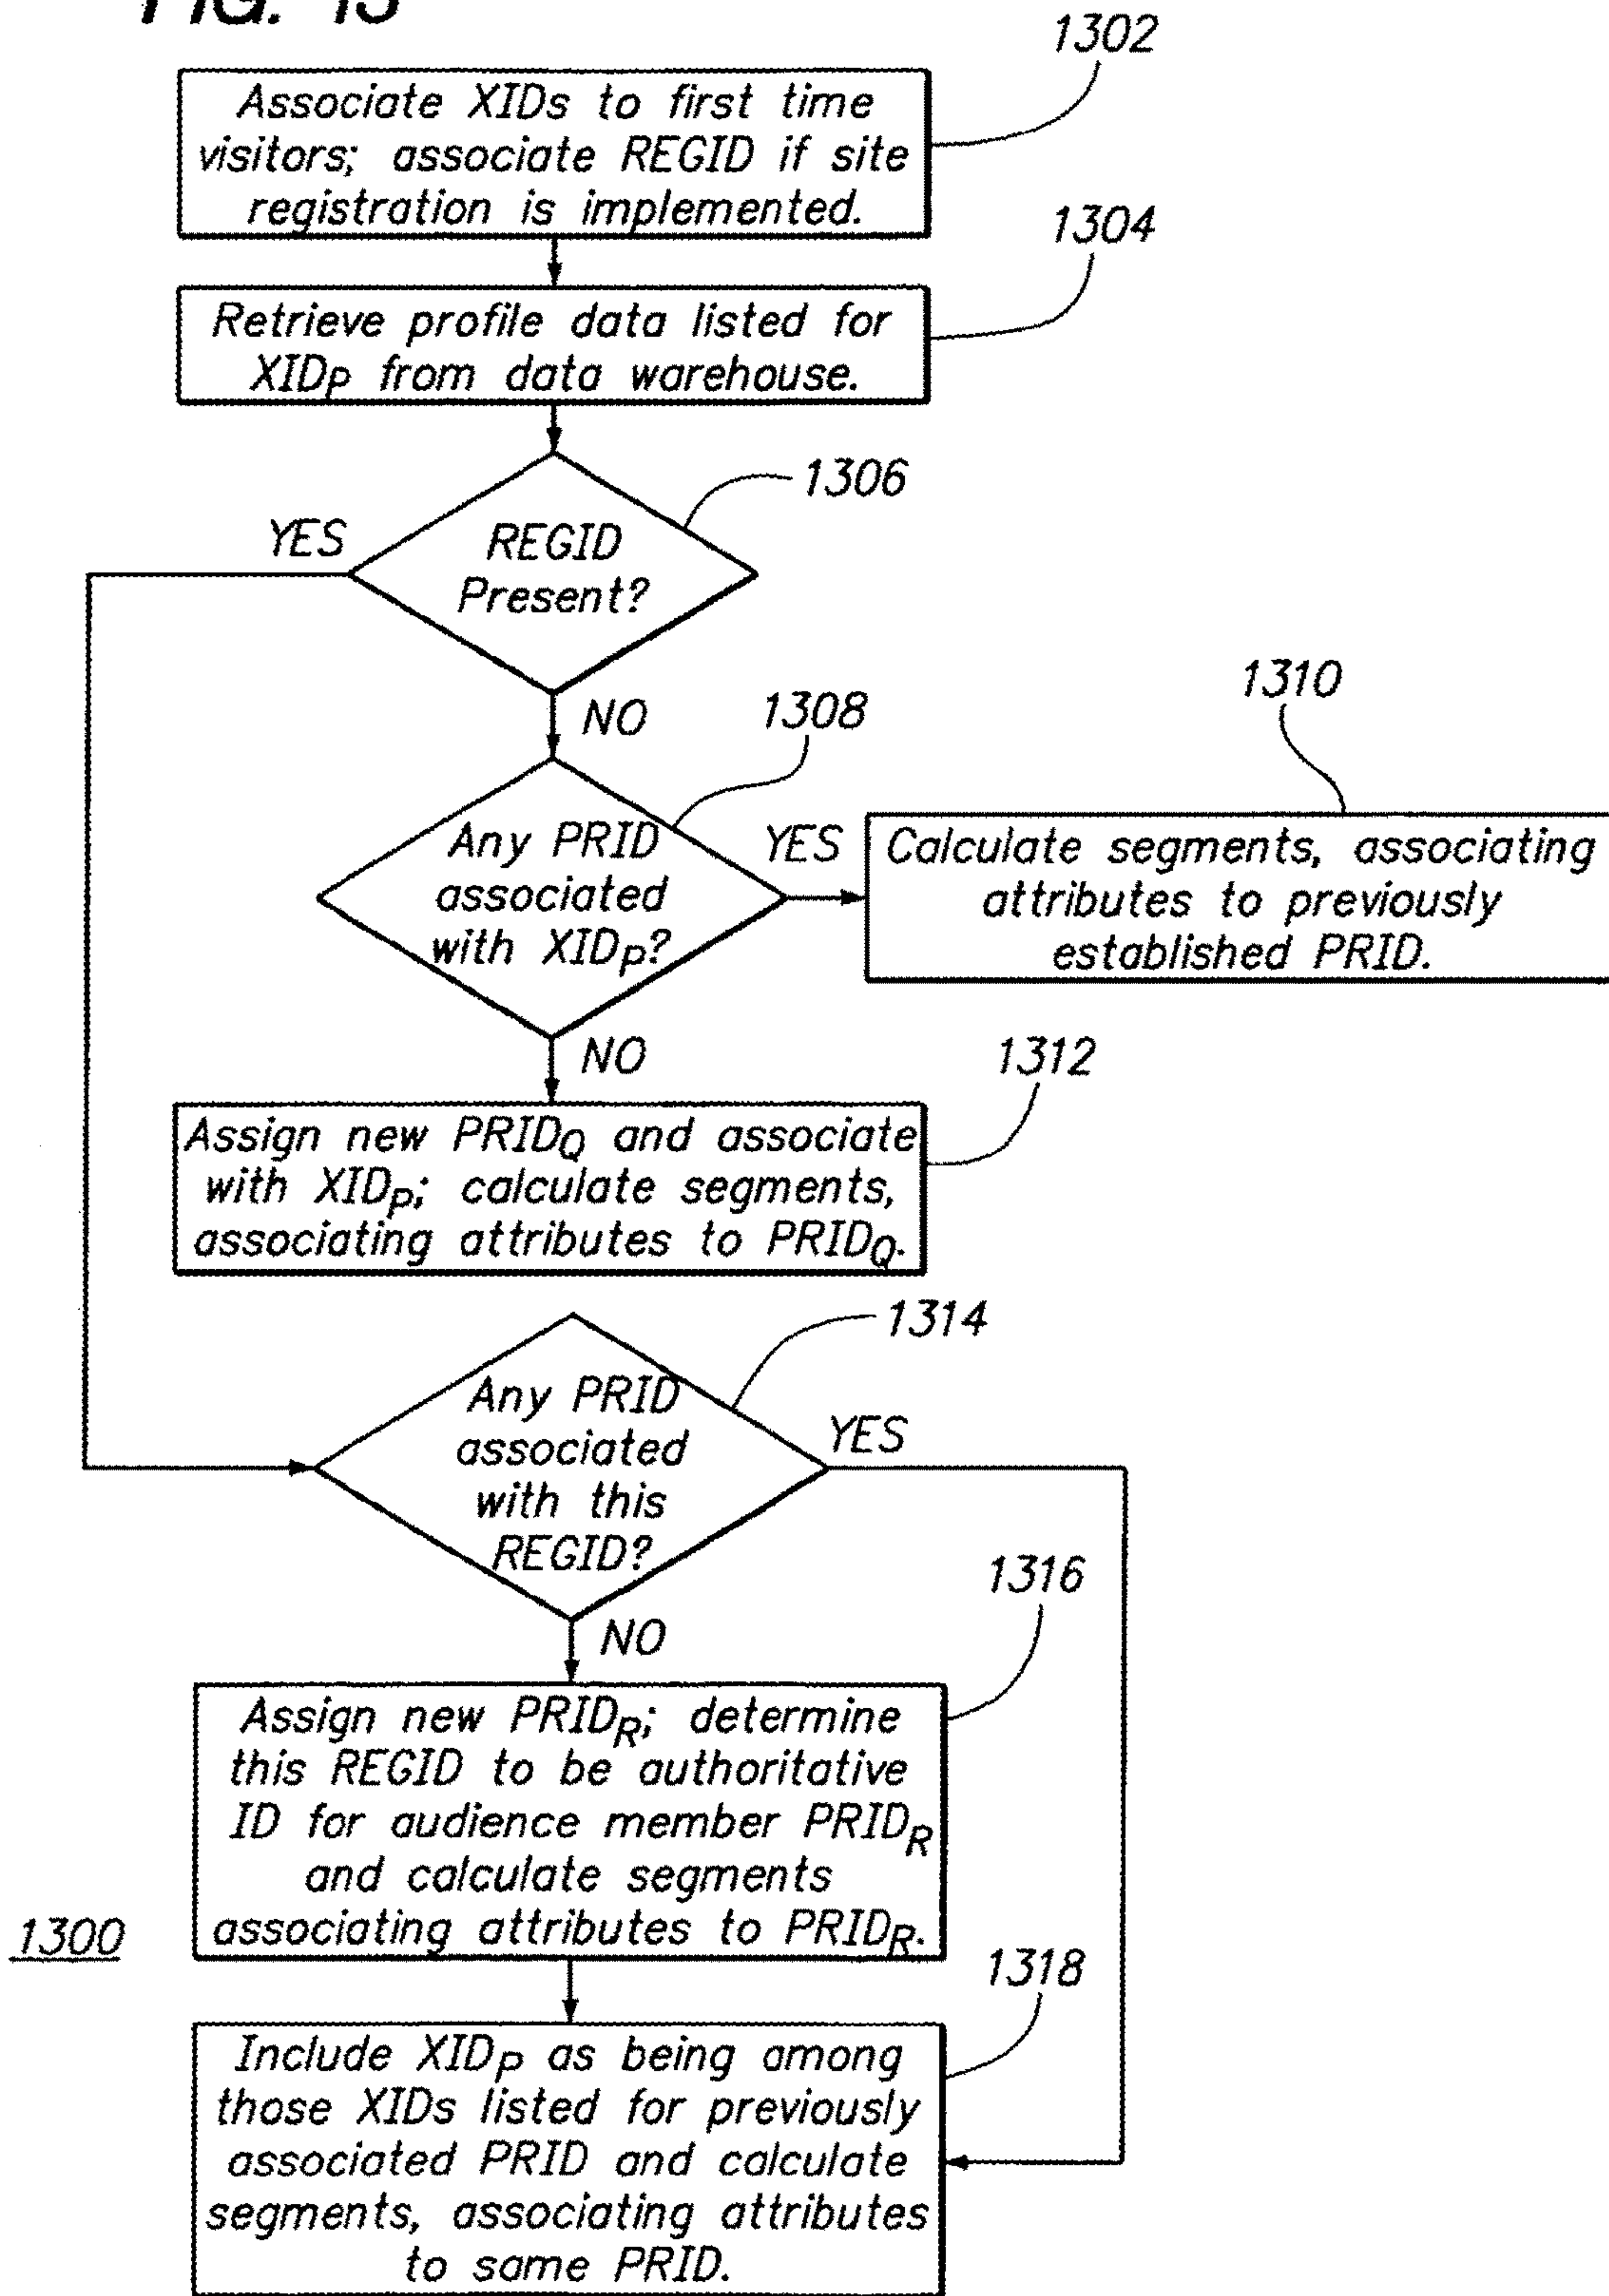 FIG. 13
1302
Associate XIDs to first time
visitors; associate REGID if site
registration is implemented.
1304
Retrieve profile data listed for
XIDP from data warehouse.
1306
YES
REGID
Present?
NO
1308
1310
Any PRID
associated
with XIDP?
YES
Calculate segments, associating
attributes to previously
established PRID.
NO
1312
Assign new PRIDQ and associate
with XIDP; calculate segments,
associating attributes to PRIDQ.
1314
Any PRID
associated
with this
REGID?
YES
NO
1316
Assign new PRIDR; determine
this REGID to be authoritative
ID for audience member PRIDR
and calculate segments
associating attributes to PRIDR.
1300
1318
Include XIDP as being among
those XIDs listed for previously
associated PRID and calculate
segments, associating attributes
to same PRID.